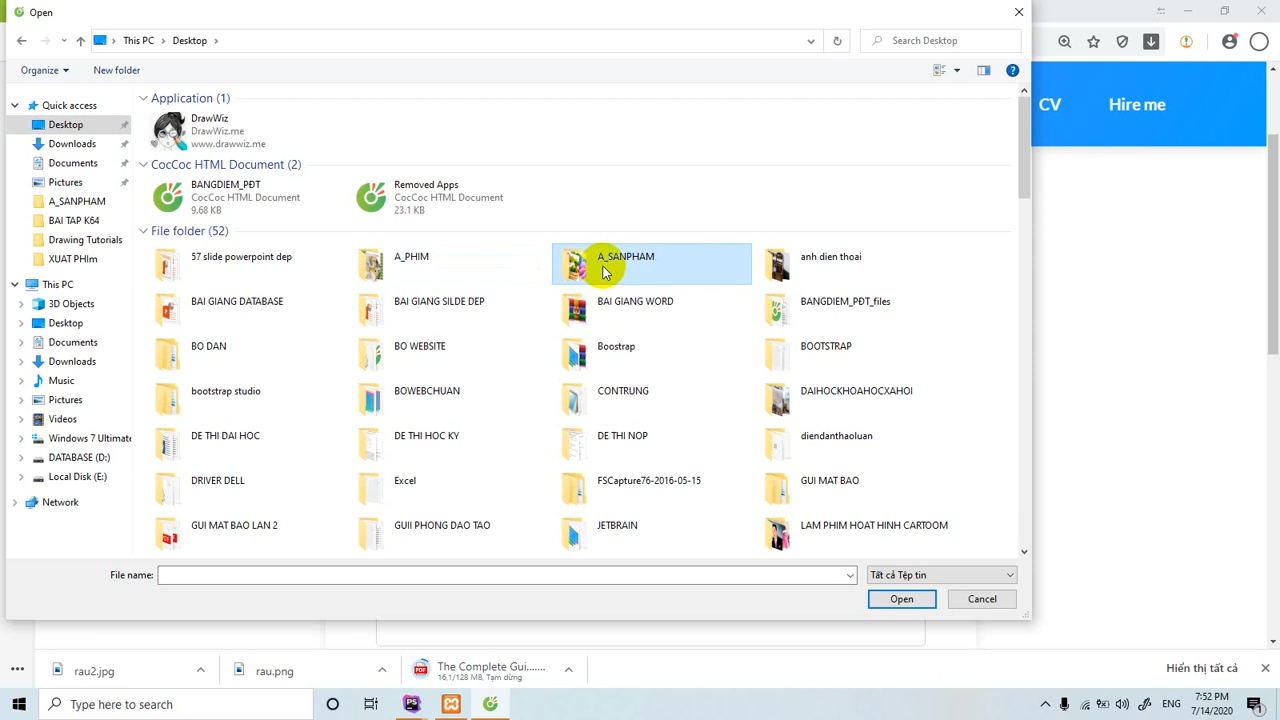 Open
This PC
Desktop
Search Desktop
Organize
New folder
CV
Hire me
Quick access
Desktop
Downloads
Documents
Pictures
A_SANPHAM
BAI TAP K64
Drawing Tutorials
XUAT PHIm
This PC
3D Objects
Desktop
Documents
Downloads
Music
Pictures
Videos
Windows 7 Ultimate
DATABASE (D:)
Local Disk (E:)
Network
Application (1)
DrawWiz
DrawWiz.me
www.drawwiz.me
CocCoc HTML Document (2)
BANGDIEM_PĐT
CocCoc HTML Document
9.68 KB
Removed Apps
CocCoc HTML Document
23.1 KB
File folder (52)
57 slide powerpoint dep
A_PHIM
A_SANPHAM
anh dien thoai
BAI GIANG DATABASE
BAI GIANG SILDE DEP
BAI GIANG WORD
BANGDIEM_PĐT_files
BO DAN
BO WEBSITE
Boostrap
BOOTSTRAP
bootstrap studio
BOWEBCHUAN
CONTRUNG
DAIHOCKHOAHOCXAHOI
DE THI DAI HOC
DE THI HOC KY
DE THI NOP
diendanthaoluan
DRIVER DELL
Excel
FSCapture76-2016-05-15
GUI MAT BAO
GUI MAT BAO LAN 2
GUII PHONG DAO TAO
JETBRAIN
LAM PHIM HOAT HINH CARTOOM
File name:
Tất cả Tệp tin
Open
Cancel
rau2.jpg
rau.png
The Complete Gui.......
16,1/128 MB, Tạm dừng
Hiển thị tất cả
Type here to search
ENG
7:52 PM
7/14/2020